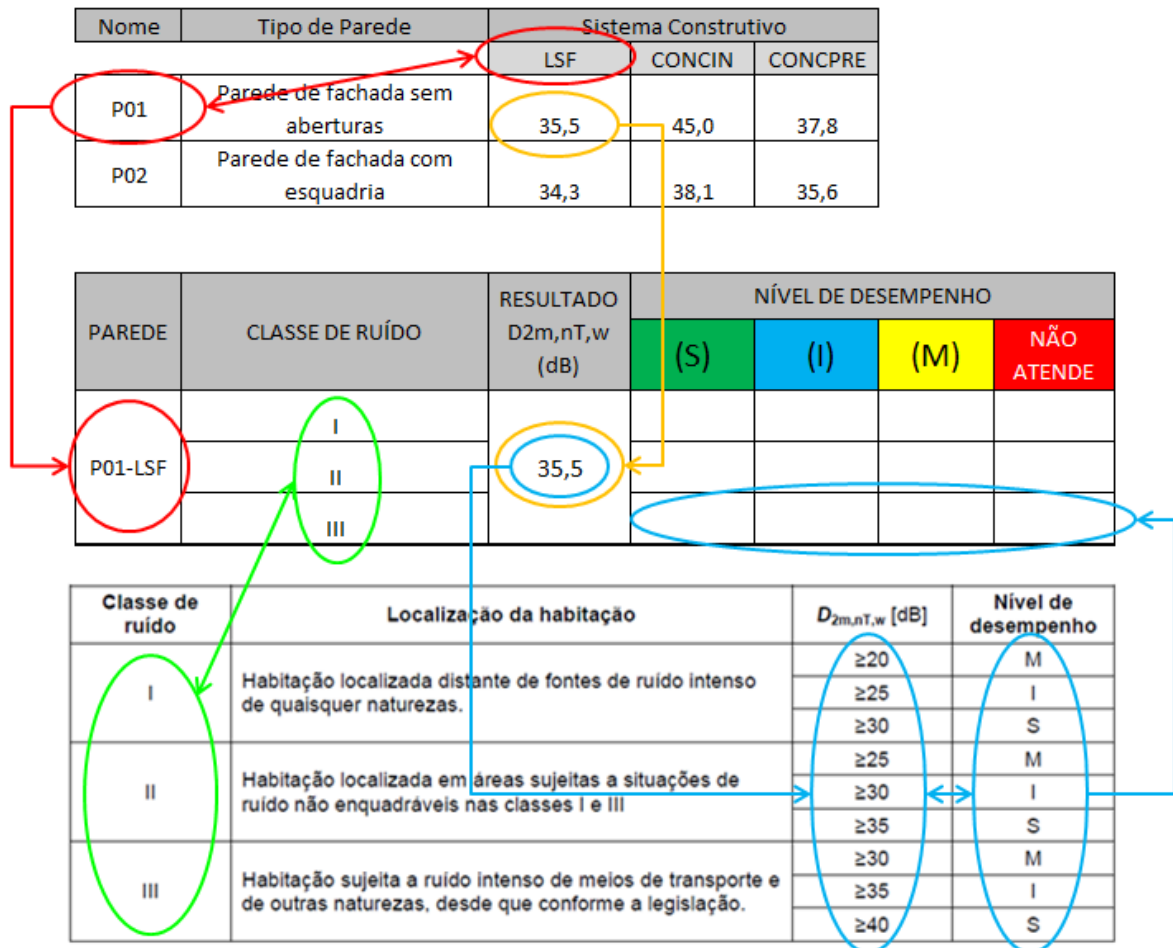 Nome Tipo de Parede Sistema Construtivo
LSF CONCIN CONCPRE
P01 Parede de fachada sem
aberturas 35,5 45,0 37,8
P02 Parede de fachada com
esquadria 34,3 38,1 35,6
PAREDE CLASSE DE RUÍDO RESULTADO
D2m,nT,w
(dB) NÍVEL DE DESEMPENHO
(S) (I) (M) NÃO
ATENDE
P01-LSF I
II
III
35,5
Classe de
ruído Localização da habitação D2m,nT,w [dB] Nível de
desempenho
I Habitação localizada distante de fontes de ruído intenso
de quaisquer naturezas.
≥20 M
≥25 I
≥30 S
II Habitação localizada em áreas sujeitas a situações de
ruído não enquadráveis nas classes I e III
≥25 M
≥30 I
≥35 S
III Habitação sujeita a ruído intenso de meios de transporte e
de outras naturezas, desde que conforme a legislação.
≥30 M
≥35 I
≥40 S